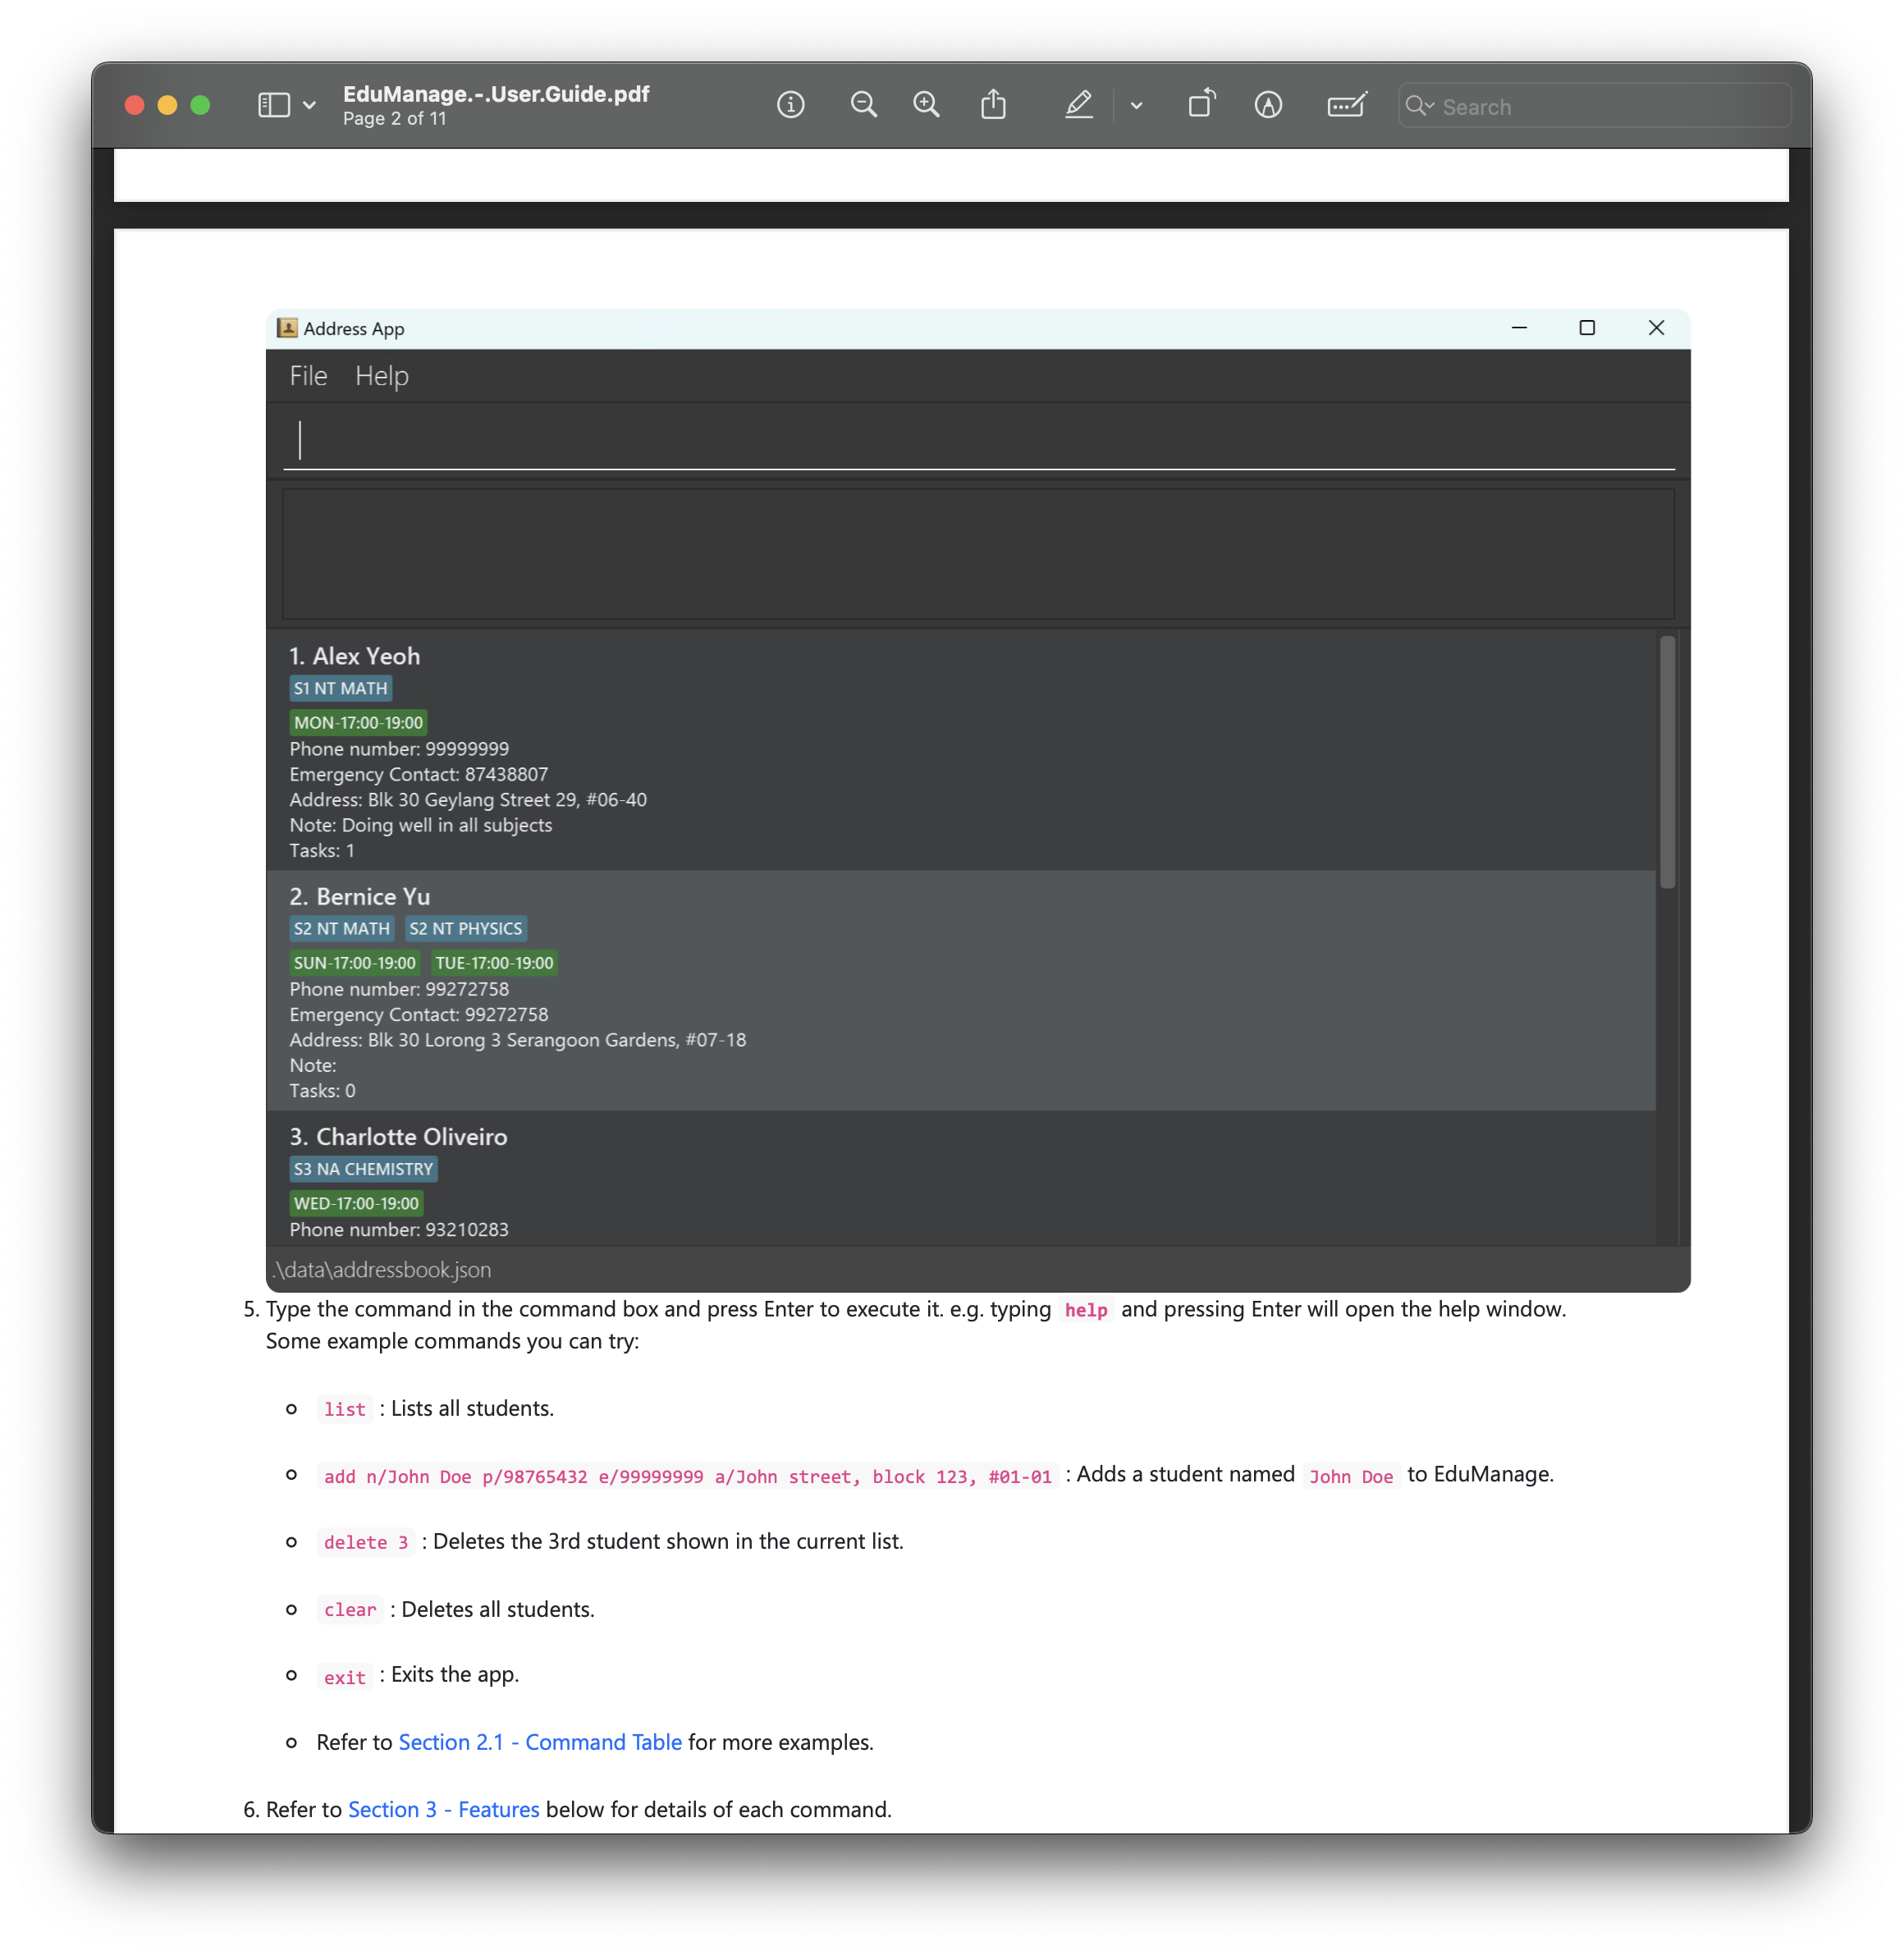 EduManage.-.User.Guide.pdf
Page 2 of 11
Search
Address App
File Help
1. Alex Yeoh
S1 NT MATH
MON-17:00-19:00
Phone number: 99999999
Emergency Contact: 87438807
Address: Blk 30 Geylang Street 29, #06-40
Note: Doing well in all subjects
Tasks: 1
2. Bernice Yu
S2 NT MATH S2 NT PHYSICS
SUN-17:00-19:00 TUE-17:00-19:00
Phone number: 99272758
Emergency Contact: 99272758
Address: Blk 30 Lorong 3 Serangoon Gardens, #07-18
Note:
Tasks: 0
3. Charlotte Oliveiro
S3 NA CHEMISTRY
WED-17:00-19:00
Phone number: 93210283
.\data\addressbook.json
5. Type the command in the command box and press Enter to execute it. e.g. typing help and pressing Enter will open the help window.
Some example commands you can try:
list : Lists all students.
add n/John Doe p/98765432 e/99999999 a/John street, block 123, #01-01 : Adds a student named John Doe to EduManage.
delete 3 : Deletes the 3rd student shown in the current list.
clear : Deletes all students.
exit : Exits the app.
Refer to Section 2.1 - Command Table for more examples.
6. Refer to Section 3 - Features below for details of each command.